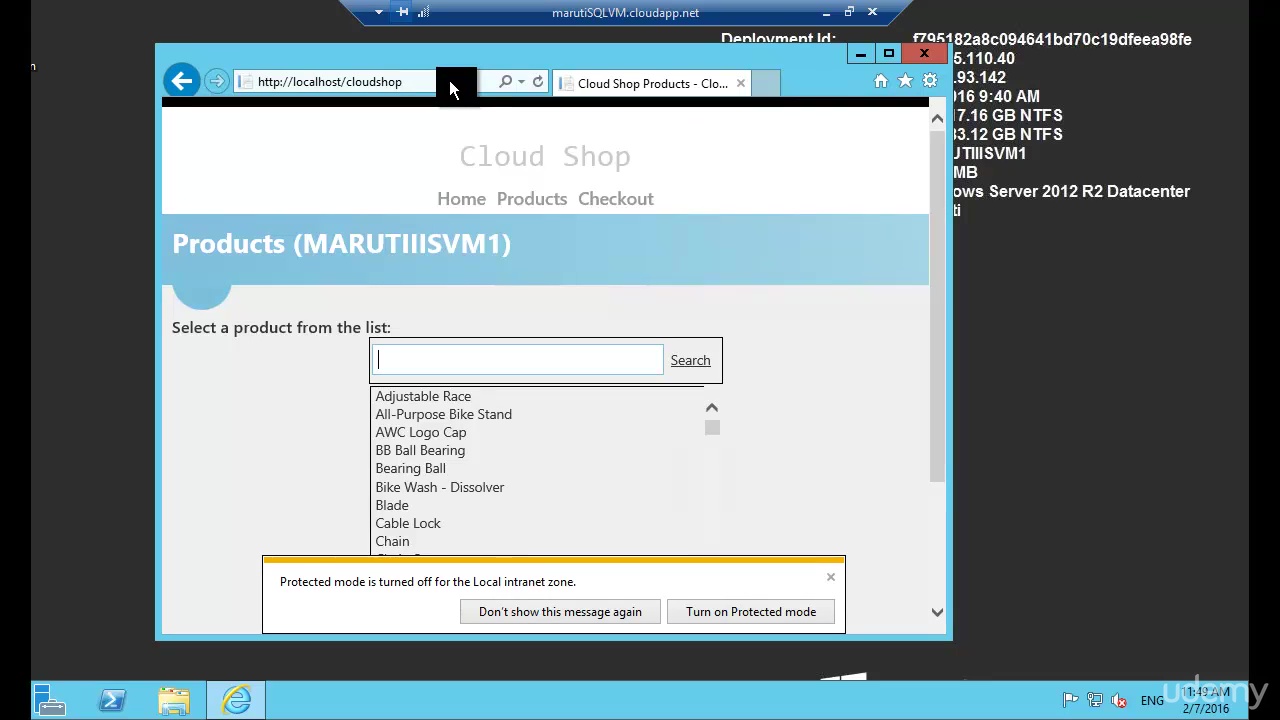 marutiSQLVM.cloudapp.net
Deployment Id: f795182a8c094641bd70c19dfeea98fe
n
5.110.40
.93.142
016 9:40 AM
17.16 GB NTFS
33.12 GB NTFS
UTIIISVM1
MB
ows Server 2012 R2 Datacenter
ti
http://localhost/cloudshop
Cloud Shop Products - Clo...
Cloud Shop
Home Products Checkout
Products (MARUTIIISVM1)
Select a product from the list:
Search
Adjustable Race
All-Purpose Bike Stand
AWC Logo Cap
BB Ball Bearing
Bearing Ball
Bike Wash - Dissolver
Blade
Cable Lock
Chain
Protected mode is turned off for the Local intranet zone.
Don't show this message again
Turn on Protected mode
ENG
11:49 AM
2/7/2016
udemy